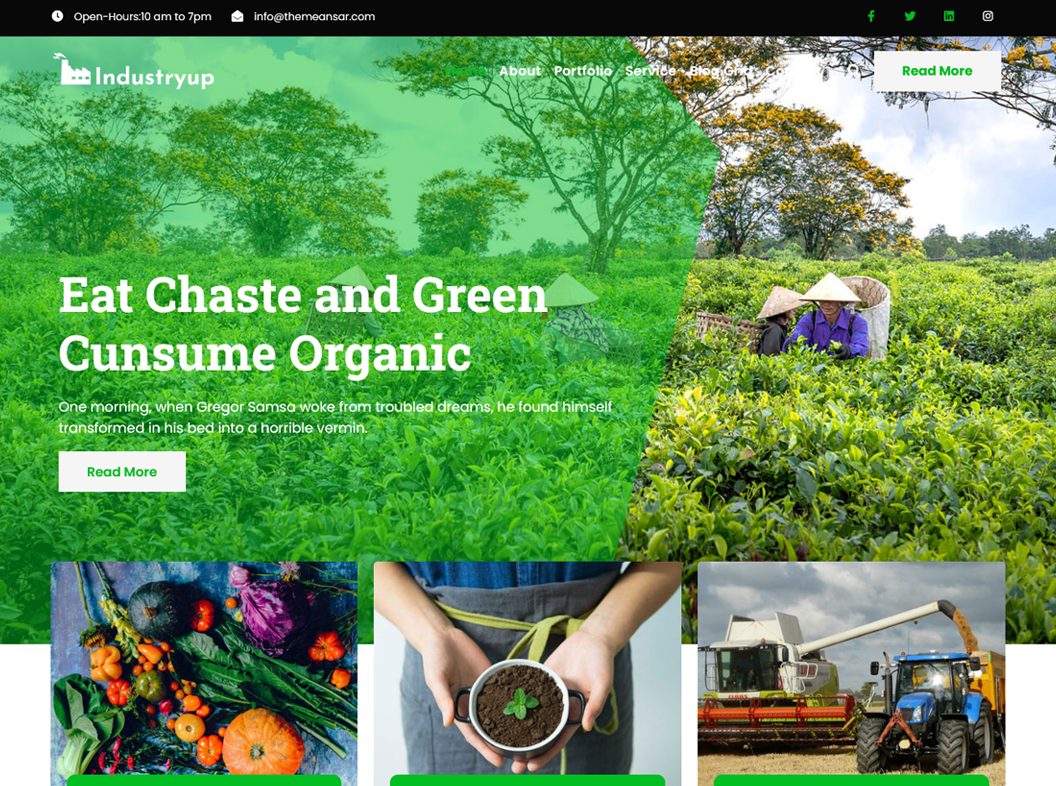 Open-Hours:10 am to 7pm
info@themeansar.com
Industryup
Home About Portfolio Service Blog Grid
Read More
Eat Chaste and Green
Cunsume Organic
One morning, when Gregor Samsa woke from troubled dreams, he found himself
transformed in his bed into a horrible vermin.
Read More
CLAAS